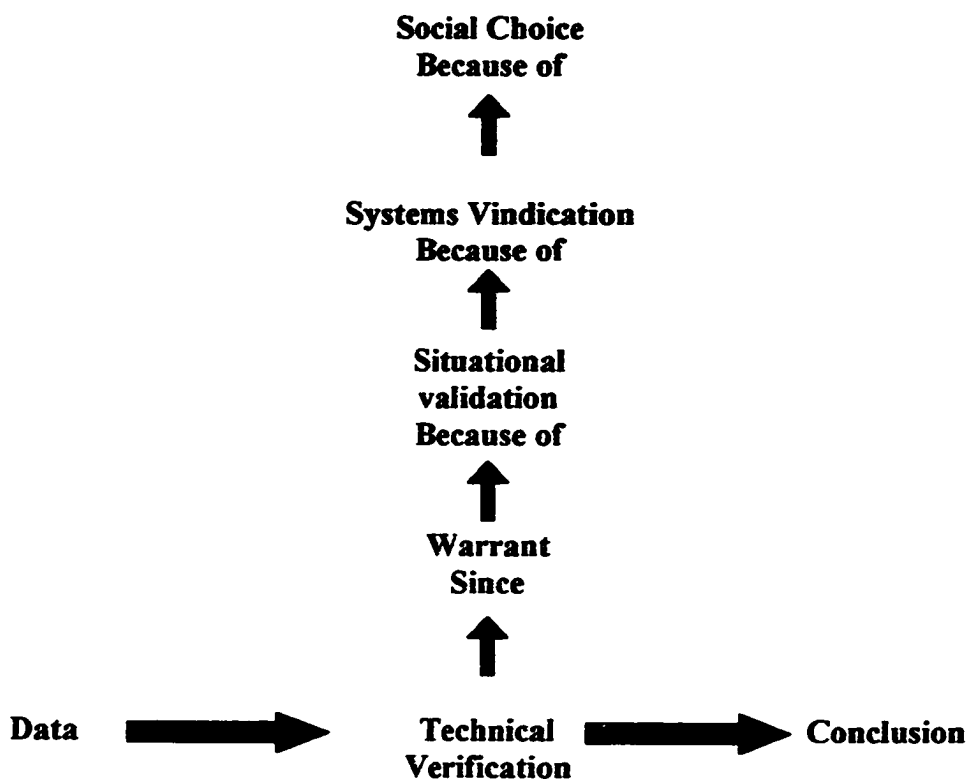 Social Choice
Because of
Systems Vindication
Because of
Situational
validation
Because of
Warrant
Since
Data
Technical
Verification
Conclusion